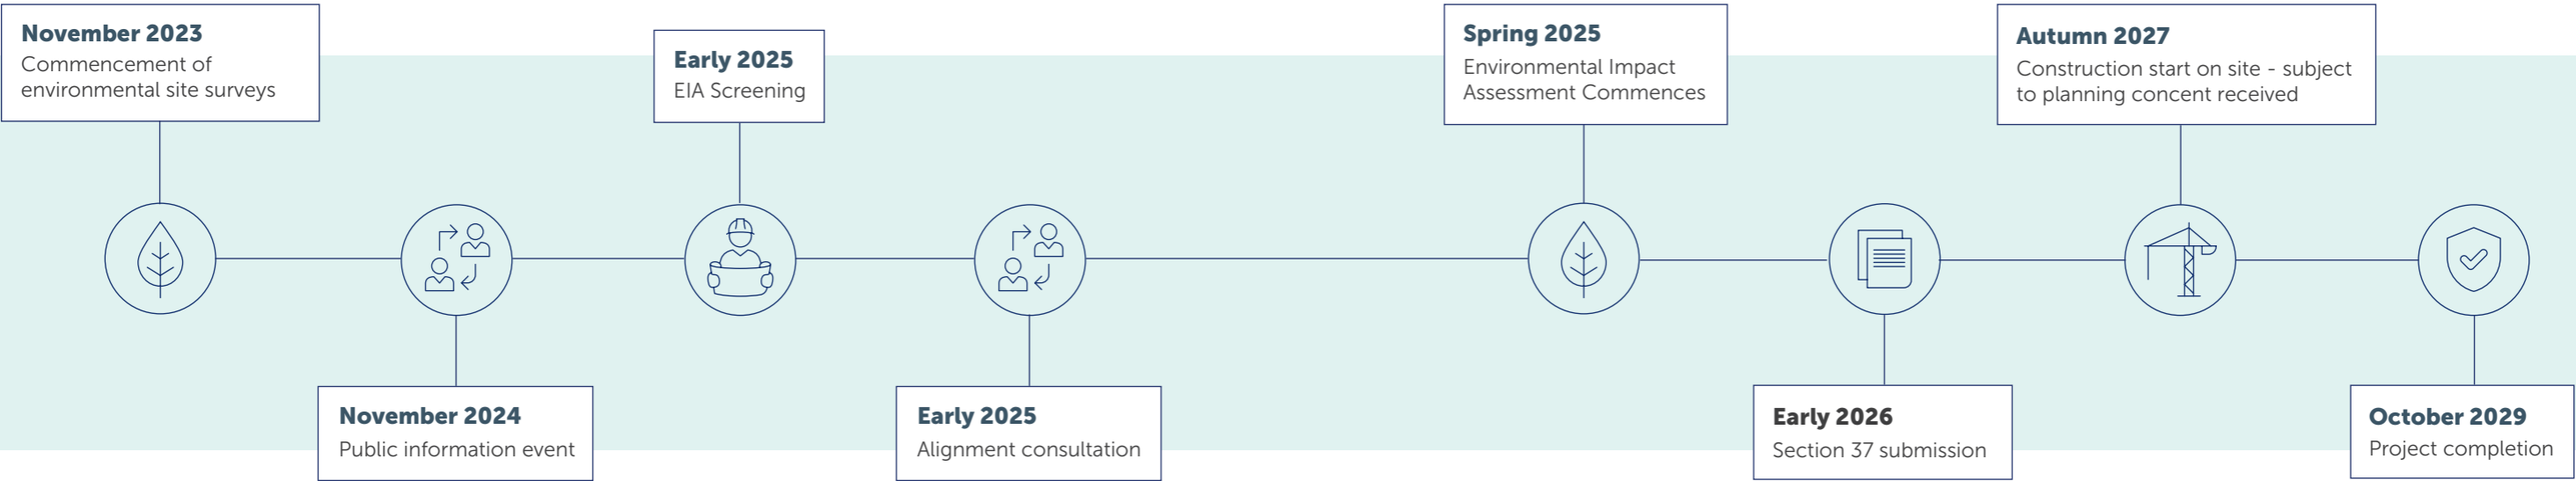 November 2023
Commencement of
environmental site surveys
November 2024
Public information event
Early 2025
EIA Screening
Early 2025
Alignment consultation
Spring 2025
Environmental Impact
Assessment Commences
Early 2026
Section 37 submission
Autumn 2027
Construction start on site - subject
to planning concent received
October 2029
Project completion